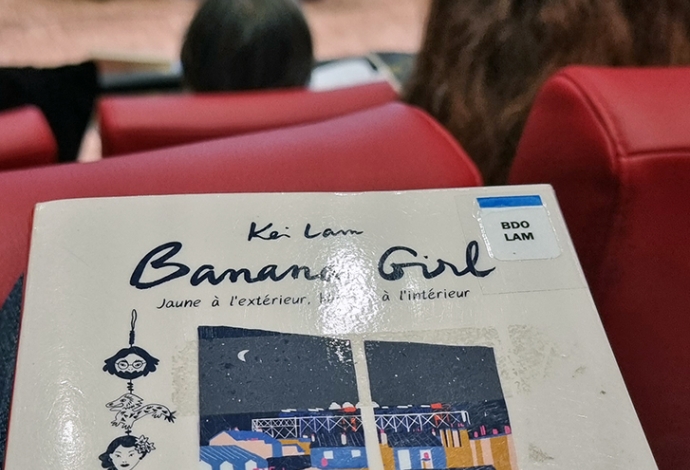 Kei Lam
BDO
LAM
Banana Girl
Jaune à l'extérieur, à l'intérieur